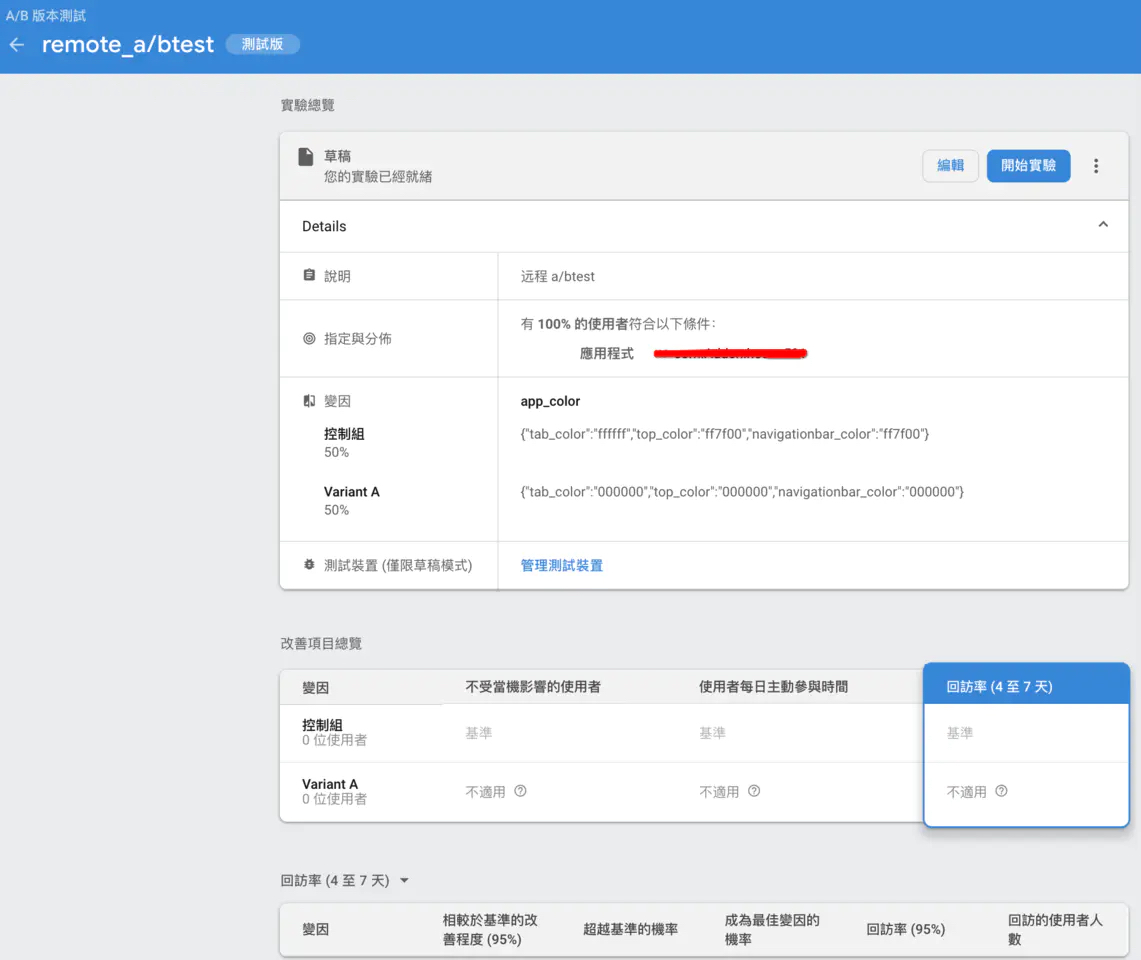 A/B 版本測試
remote_a/btest 測試版
實驗總覽
草稿
您的實驗已經就緒
編輯 開始實驗
Details
說明 远程 a/btest
指定與分佈 有 100% 的使用者符合以下條件:
應用程式
變因 app_color
控制組 {"tab_color":"ffffff","top_color":"ff7f00","navigationbar_color":"ff7f00"}
50%
Variant A {"tab_color":"000000","top_color":"000000","navigationbar_color":"000000"}
50%
測試裝置 (僅限草稿模式) 管理測試裝置
改善項目總覽
變因 不受當機影響的使用者 使用者每日主動參與時間 回訪率 (4 至 7 天)
控制組 基準 基準 基準
0 位使用者
Variant A 不適用 不適用 不適用
0 位使用者
回訪率 (4 至 7 天)
變因 相較於基準的改善程度 (95%) 超越基準的機率 成為最佳變因的機率 回訪率 (95%) 回訪的使用者人數